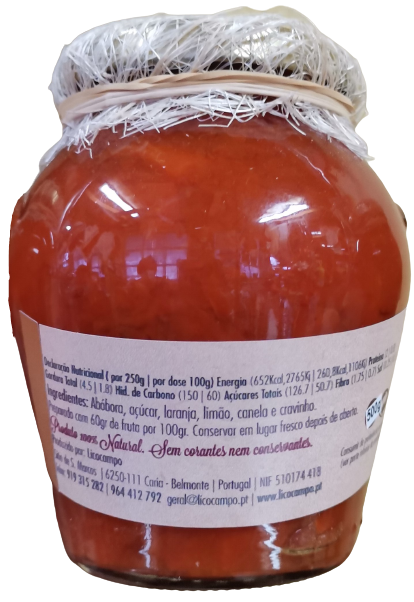 Declaração Nutricional ( por 250g | por dose 100g) Energia (652Kcal,2765Kj | 260,8Kcal,1106Kj) Proteína
Gordura Total (4.5 | 1.8) Hid. de Carbono (150 | 60) Açúcares Totais (126.7 | 50.7) Fibra (1.75 | 0.7) Sal
Ingredientes: Abóbora, açúcar, laranja, limão, canela e cravinho.
Preparado com 60gr de fruta por 100gr. Conservar em lugar fresco depois de aberto.
500g
Produto 100% Natural. Sem corantes nem conservantes.
Produzido por: Licocampo
de S. Marcos | 6250-111 Caria - Belmonte | Portugal | NIF 510174418
919 315 282 | 964 412 792 geral@licocampo.pt | www.licocampo.pt